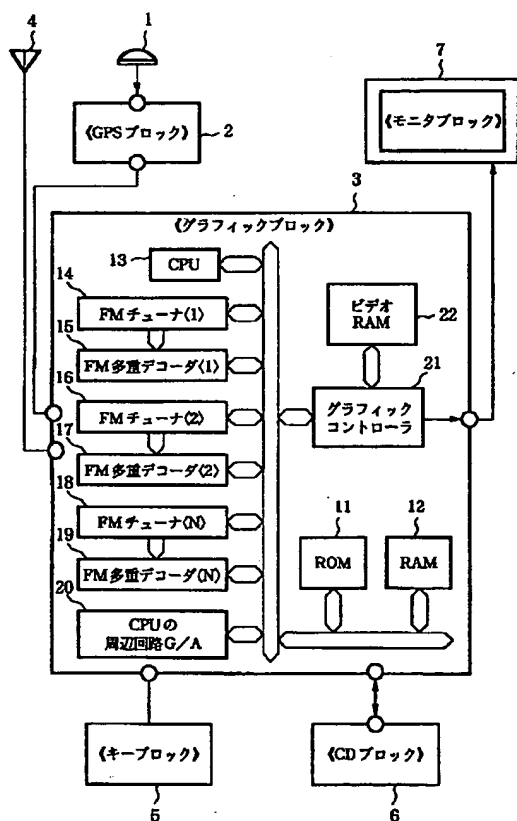 4
1
7
《GPSブロック》
2
《モニタブロック》
3
《グラフィックブロック》
13
CPU
14
FMチューナ〈1〉
15
FM多重デコーダ〈1〉
16
FMチューナ〈2〉
17
FM多重デコーダ〈2〉
18
FMチューナ〈N〉
19
FM多重デコーダ〈N〉
20
CPUの
周辺回路G/A
ビデオ
RAM
22
21
グラフィック
コントローラ
11
12
ROM
RAM
《キーブロック》
5
《CDブロック》
6